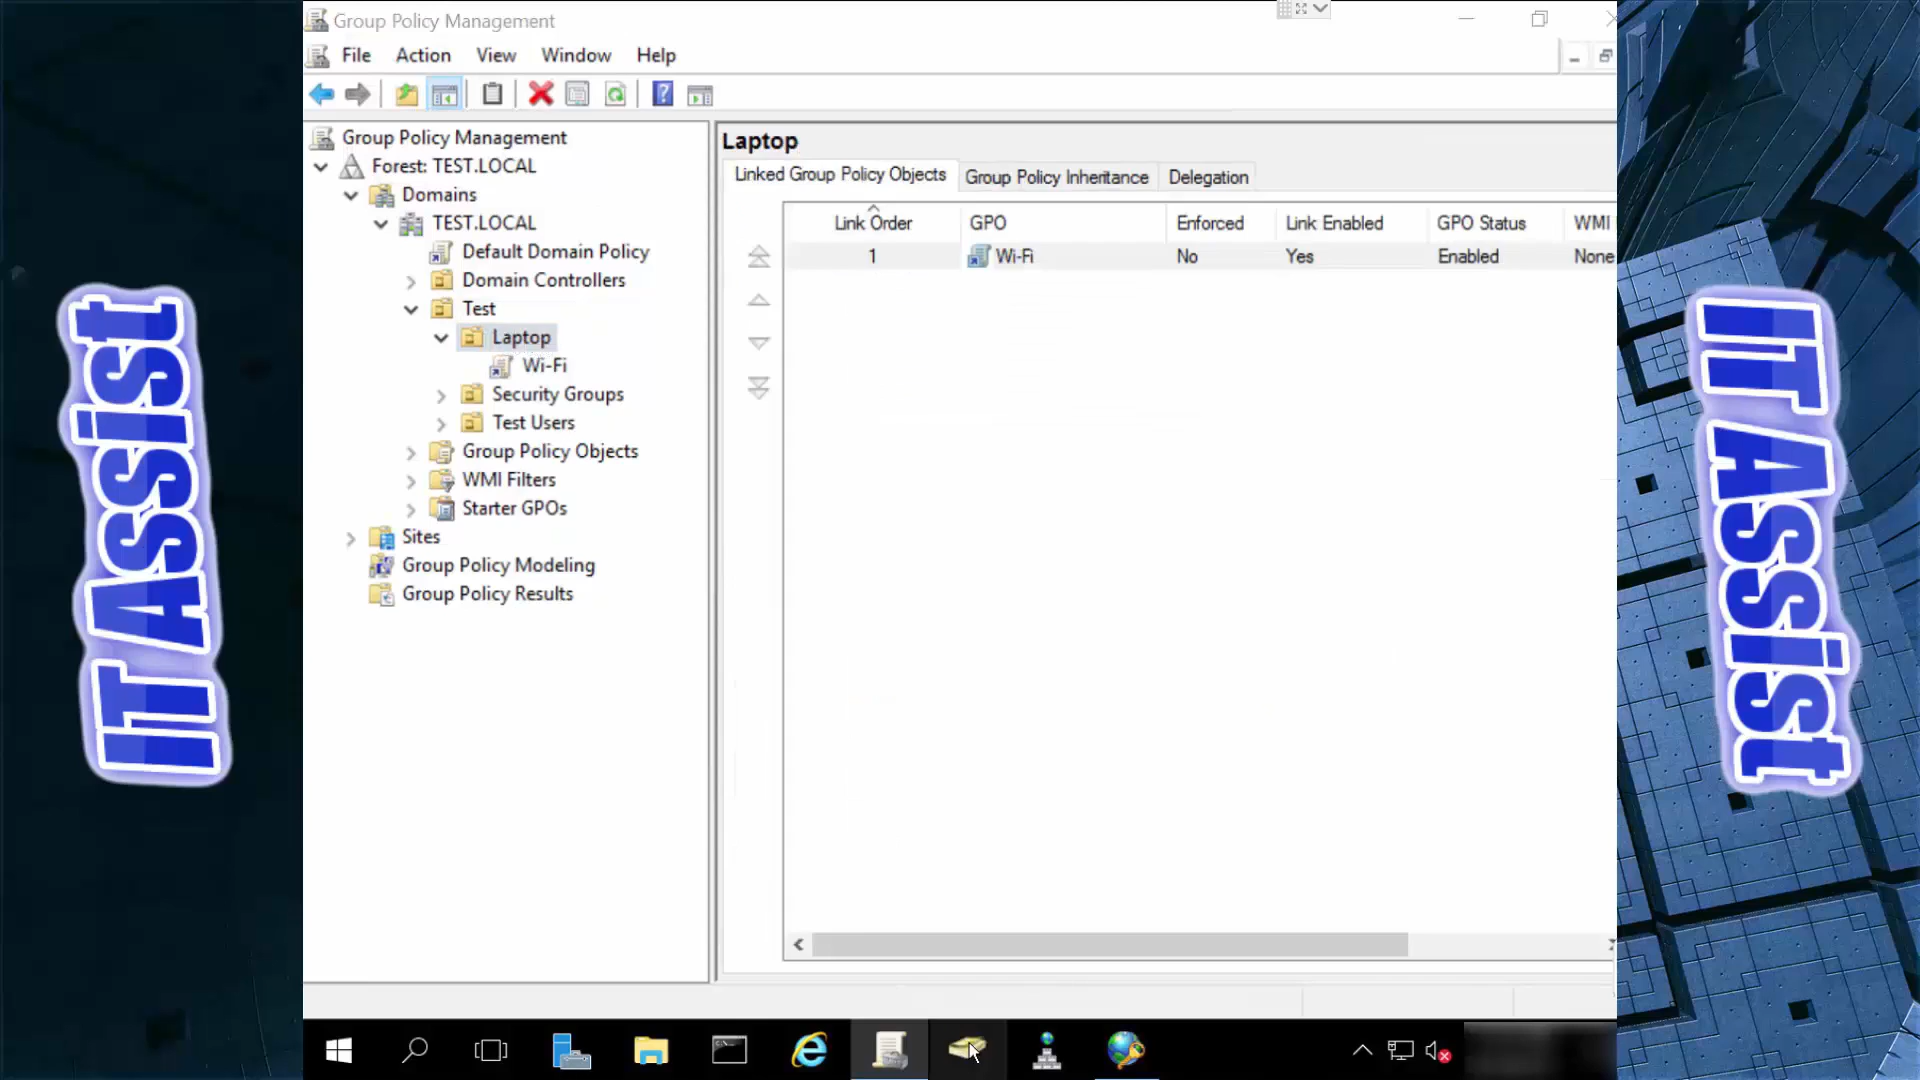 Group Policy Management
File Action View Window Help
Group Policy Management
Forest: TEST.LOCAL
Domains
TEST.LOCAL
Default Domain Policy
Domain Controllers
Test
Laptop
Wi-Fi
Security Groups
Test Users
Group Policy Objects
WMI Filters
Starter GPOs
Sites
Group Policy Modeling
Group Policy Results
Laptop
Linked Group Policy Objects Group Policy Inheritance Delegation
Link Order GPO Enforced Link Enabled GPO Status WMI
1 Wi-Fi No Yes Enabled None
IT Assist
IT Assist